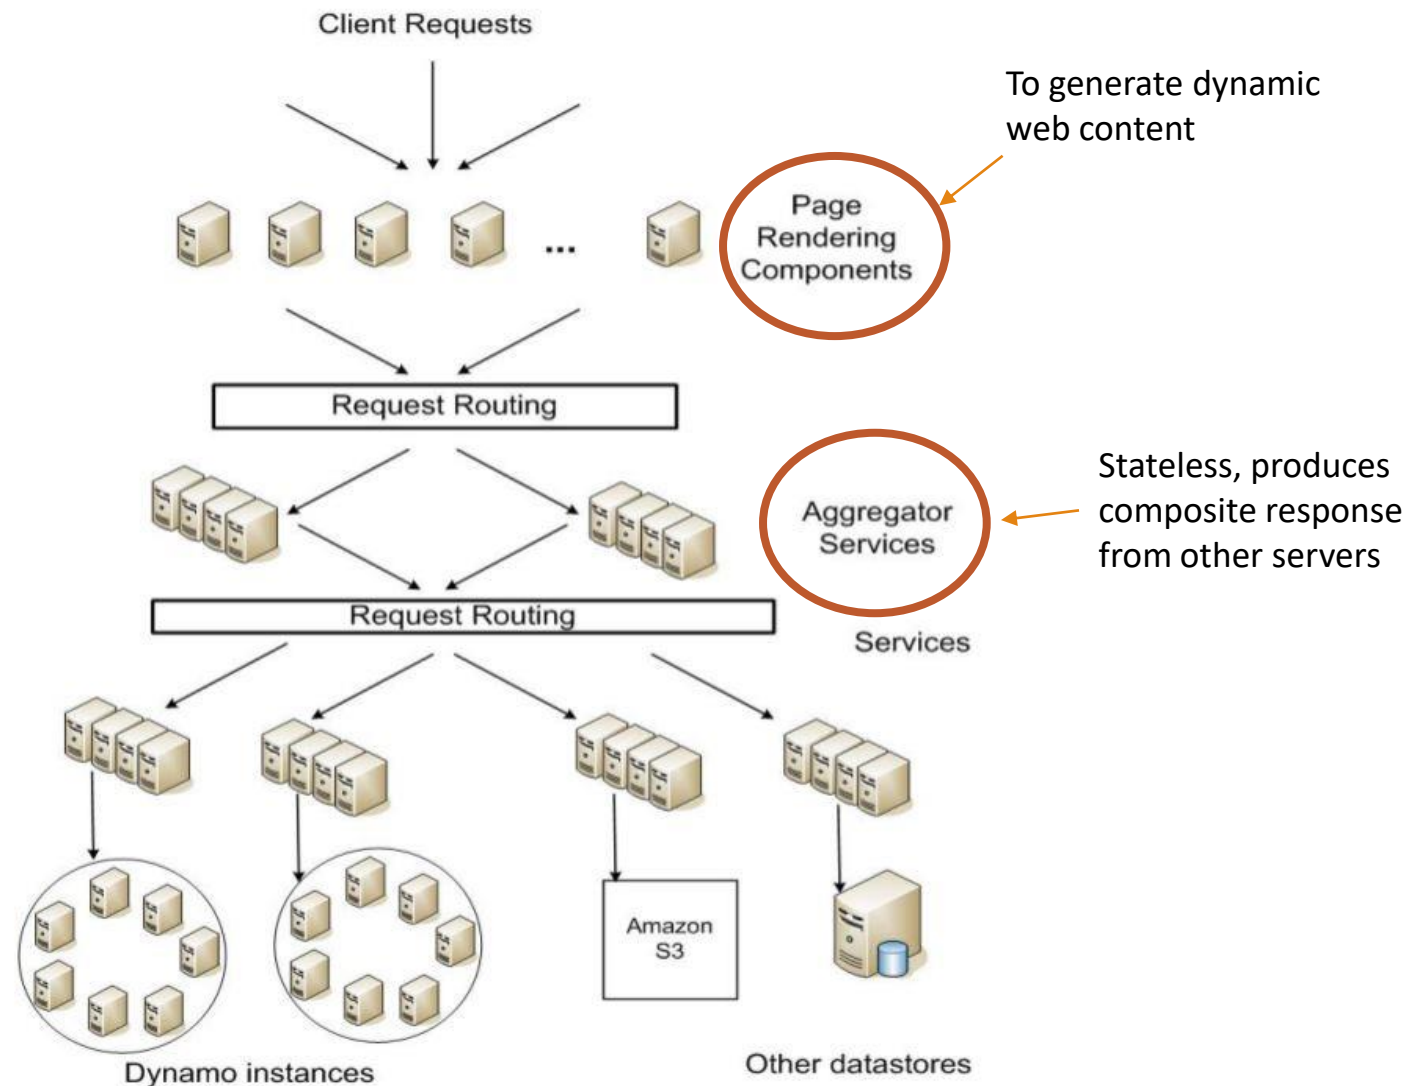 Client Requests
To generate dynamic
web content
Page
Rendering
Components
...
Request Routing
Stateless, produces
composite response
from other servers
Aggregator
Services
Request Routing
Services
Amazon
S3
Dynamo instances
Other datastores